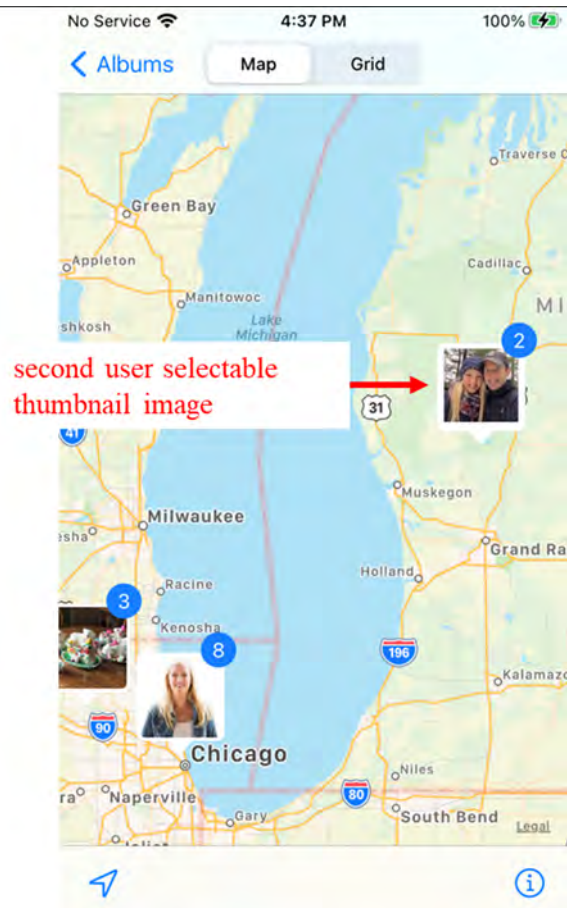 No Service 4:37 PM 100%
Albums Map Grid
Traverse C
Green Bay
Appleton
Cadillac
Manitowoc
MI
shkosh
Lake
Michigan
2
second user selectable
thumbnail image
31
41
Muskegon
Milwaukee
esha
Grand Ra
Holland
3
Racine
Kenosha
8
196
Kalamazo
90
Chicago
Niles
ra
Naperville
80
South Bend
Gary
Legal
Joliet